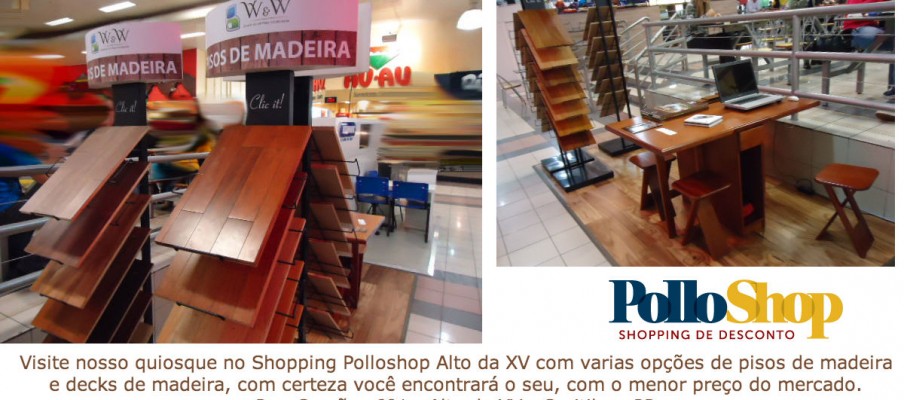 W&W
PISOS DE MADEIRA
Clic it!
W&W
PISOS DE MADEIRA
Clic it!
AU-AU
PolloShop
SHOPPING DE DESCONTO
Visite nosso quiosque no Shopping Polloshop Alto da XV com varias opções de pisos de madeira
e decks de madeira, com certeza você encontrará o seu, com o menor preço do mercado.